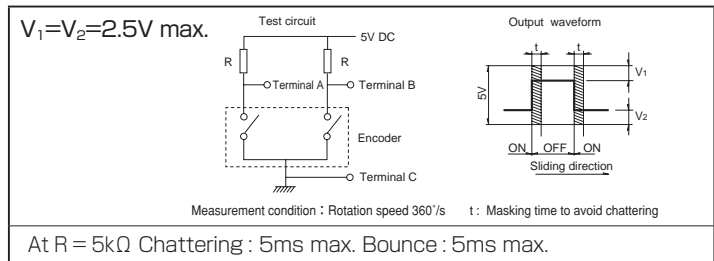 V₁=V₂=2.5V max.
Test circuit
5V DC
R
R
Terminal A
Terminal B
Encoder
Terminal C
Output waveform
t
t
V₁
5V
V₂
ON
OFF
ON
Sliding direction
Measurement condition : Rotation speed 360˚/s
t : Masking time to avoid chattering
At R = 5kΩ Chattering : 5ms max. Bounce : 5ms max.